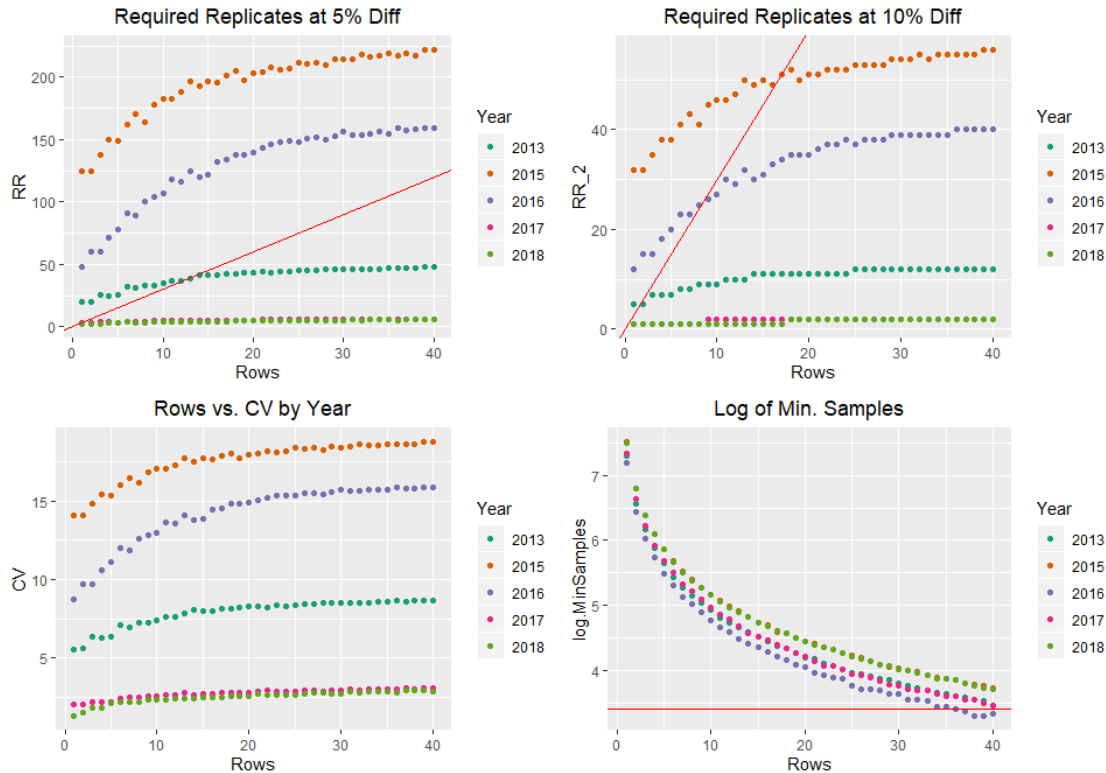 Required Replicates at 5% Diff
RR
200
150
100
50
0
0 10 20 30 40
Rows
Year
2013
2015
2016
2017
2018
Required Replicates at 10% Diff
RR_2
40
20
0
0 10 20 30 40
Rows
Year
2013
2015
2016
2017
2018
Rows vs. CV by Year
CV
15
10
5
0 10 20 30 40
Rows
Year
2013
2015
2016
2017
2018
Log of Min. Samples
log.MinSamples
7
6
5
4
0 10 20 30 40
Rows
Year
2013
2015
2016
2017
2018